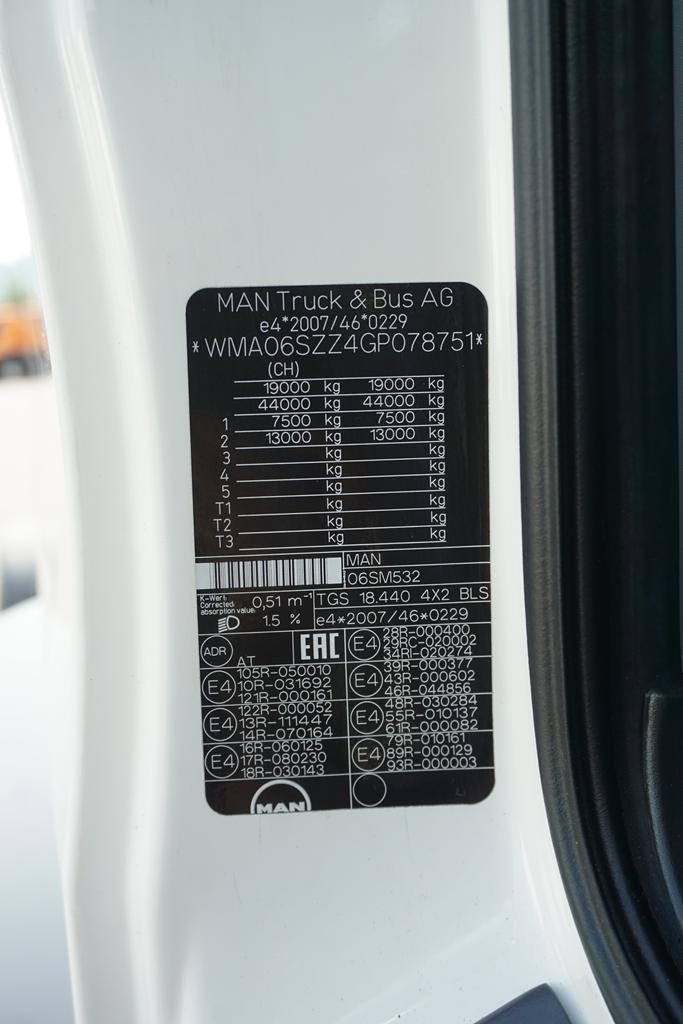 MAN Truck & Bus AG
e4*2007/46*0229
*WMA06SZZ4GP078751*
(CH)
19000 kg 19000 kg
44000 kg 44000 kg
1 7500 kg 7500 kg
2 13000 kg 13000 kg
3 kg kg
4 kg kg
5 kg kg
T1 kg kg
T2 kg kg
T3 kg kg
MAN
06SM532
K-Wert
Corrected
absorption value:
0,51 m-1
TGS 18.440 4X2 BLS
1.5 %
e4*2007/46*0229
ADR
AT
EAC
E4
28R-000400
29RC-020002
34RI-020274
E4
105R-050010
10R-031692
121R-000161
E4
39R-000377
43R-000602
46R-044856
E4
122R-000052
13R-111447
14R-070164
E4
48R-030284
55R-010137
61R-000082
E4
16R-060125
17R-080230
18R-030143
E4
79R-010161
89R-000129
93R-000003
MAN